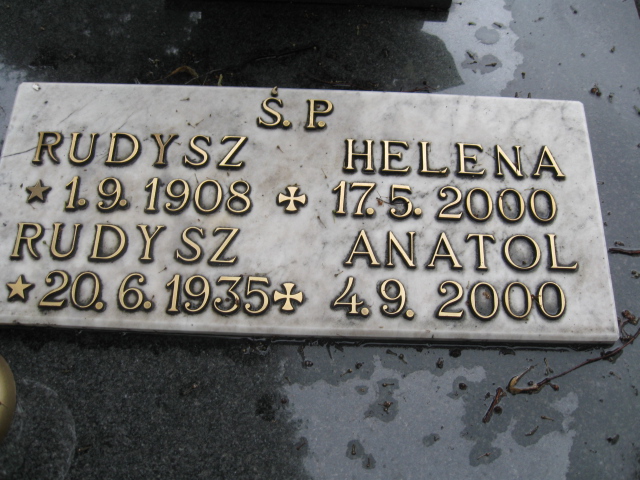 Ś. P.
RUDYSZ HELENA
1. 9. 1908 17. 5. 2000
RUDYSZ ANATOL
20. 6. 1935 4. 9. 2000